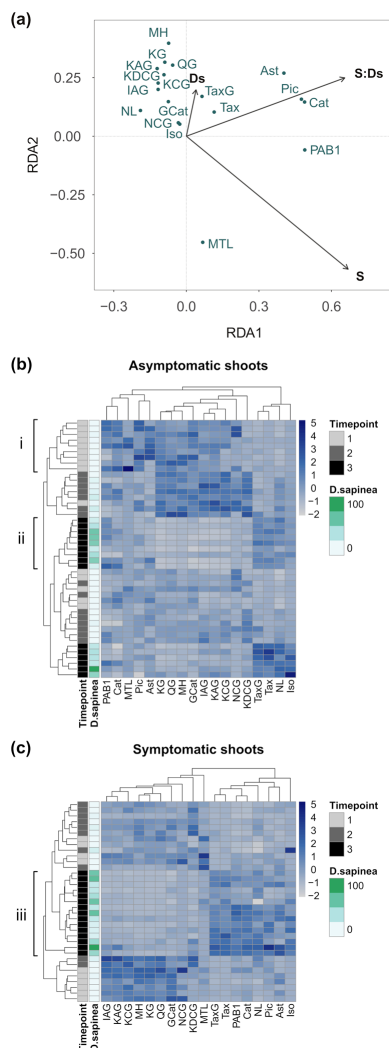 (a)
MH
KG
QG
KAG
KDCG
KCG
IAG
Ds
TaxG
Ast
S:Ds
Pic
Cat
GCat
Tax
NL
NCG
Iso
PAB1
MTL
S
0.25
0.00
−0.25
−0.50
RDA2
−0.3 0.0 0.3 0.6
RDA1
(b)
Asymptomatic shoots
i
ii
5
4
3
2
1
0
−1
−2
Timepoint
1
2
3
D.sapinea
100
0
Timepoint
D.sapinea
PAB1
Cat
MTL
Pic
Ast
KG
QG
MH
GCat
IAG
KAG
KCG
NCG
KDCG
TaxG
Tax
NL
Iso
(c)
Symptomatic shoots
iii
5
4
3
2
1
0
−1
−2
Timepoint
1
2
3
D.sapinea
100
0
Timepoint
D.sapinea
IAG
KAG
KCG
MH
KG
QG
GCat
NCG
KDCG
MTL
TaxG
Tax
PAB1
Cat
NL
Pic
Ast
Iso